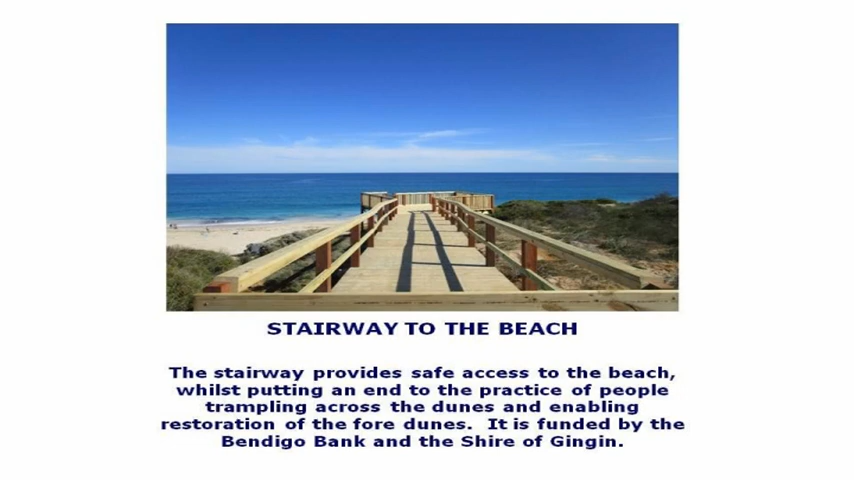 STAIRWAY TO THE BEACH
The stairway provides safe access to the beach,
whilst putting an end to the practice of people
trampling across the dunes and enabling
restoration of the fore dunes.  It is funded by the
Bendigo Bank and the Shire of Gingin.